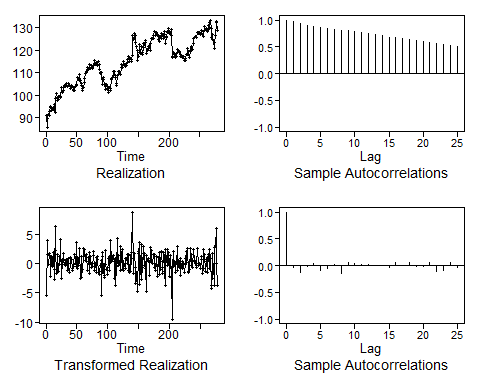 130
120
110
100
90
0 50 100 200
Time
Realization
1.0
0.5
0.0
-0.5
-1.0
0 5 10 15 20 25
Lag
Sample Autocorrelations
5
0
-5
-10
0 50 100 200
Time
Transformed Realization
1.0
0.5
0.0
-0.5
-1.0
0 5 10 15 20 25
Lag
Sample Autocorrelations